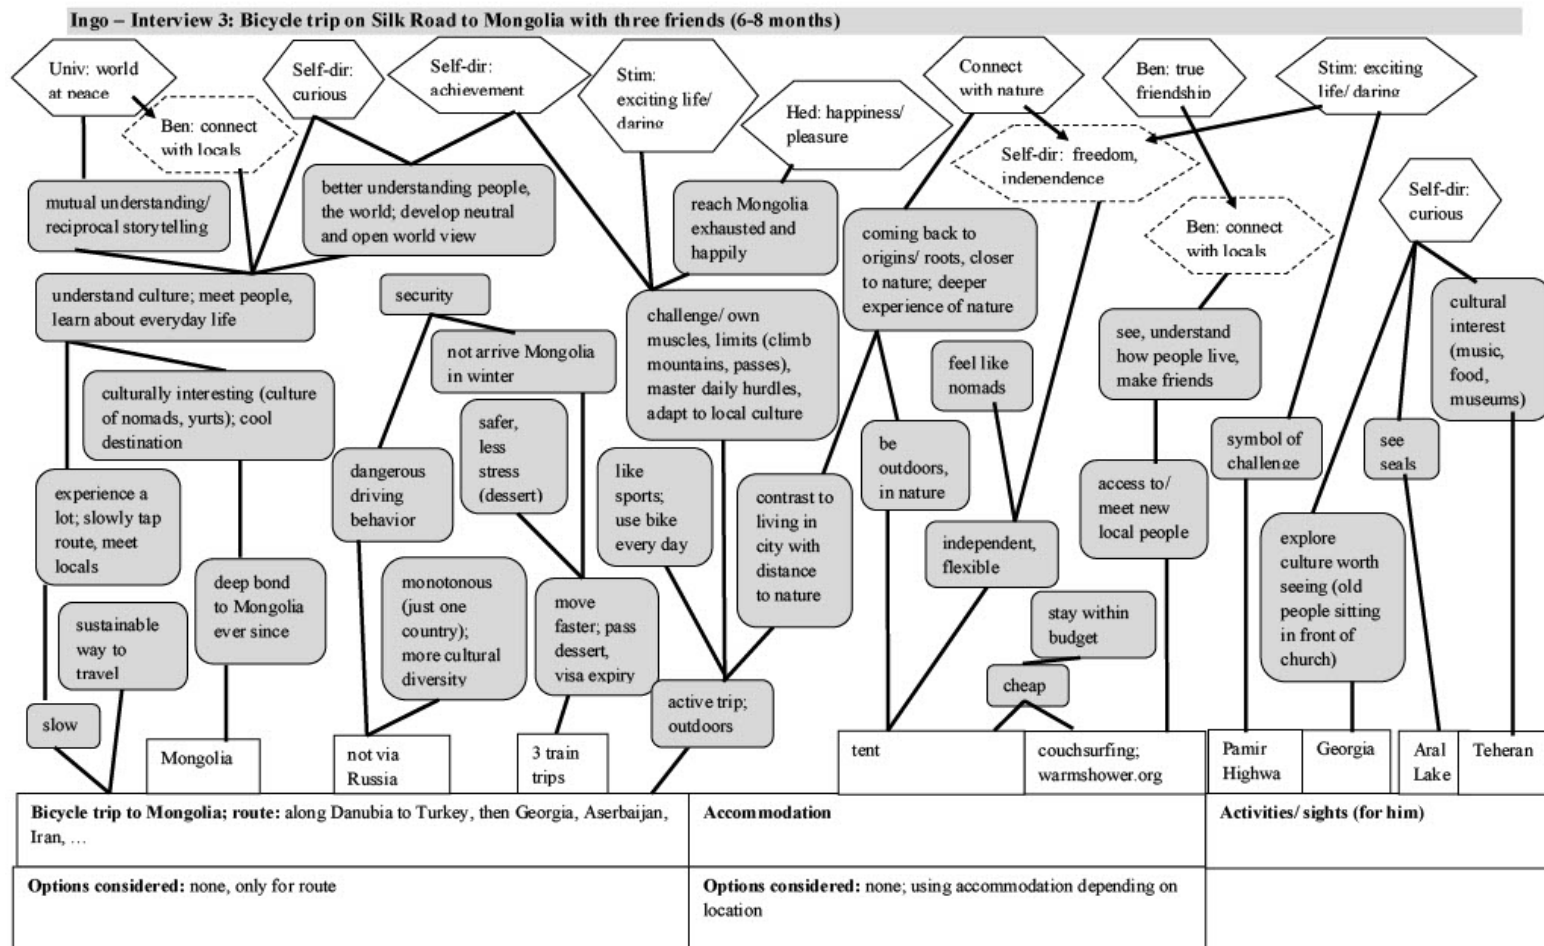 Ingo – Interview 3: Bicycle trip on Silk Road to Mongolia with three friends (6-8 months)
Univ: world
at peace
Ben: connect
with locals
Self-dir:
curious
Self-dir:
achievement
Stim:
exciting life/
daring
Hed: happiness/
pleasure
Connect
with nature
Self-dir: freedom,
independence
Ben: true
friendship
Ben: connect
with locals
Stim: exciting
life/ daring
Self-dir:
curious
mutual understanding/
reciprocal storytelling
better understanding people,
the world; develop neutral
and open world view
reach Mongolia
exhausted and
happily
coming back to
origins/ roots, closer
to nature; deeper
experience of nature
understand culture; meet people,
learn about everyday life
security
not arrive Mongolia
in winter
challenge/ own
muscles, limits (climb
mountains, passes),
master daily hurdles,
adapt to local culture
feel like
nomads
see, understand
how people live,
make friends
cultural
interest
(music,
food,
museums)
culturally interesting (culture
of nomads, yurts); cool
destination
safer,
less
stress
(dessert)
be
outdoors,
in nature
symbol of
challenge
see
seals
experience a
lot; slowly tap
route, meet
locals
dangerous
driving
behavior
like
sports;
use bike
every day
contrast to
living in
city with
distance
to nature
access to/
meet new
local people
independent,
flexible
explore
culture worth
seeing (old
people sitting
in front of
church)
deep bond
to Mongolia
ever since
monotonous
(just one
country);
more cultural
diversity
move
faster; pass
dessert,
visa expiry
sustainable
way to
travel
stay within
budget
cheap
slow
active trip;
outdoors
Mongolia
not via
Russia
3 train
trips
tent
couchsurfing;
warmshower.org
Pamir
Highwa
Georgia
Aral
Lake
Teheran
Bicycle trip to Mongolia; route: along Danubia to Turkey, then Georgia, Aserbaijan,
Iran, …
Accommodation
Activities/ sights (for him)
Options considered: none, only for route
Options considered: none; using accommodation depending on
location